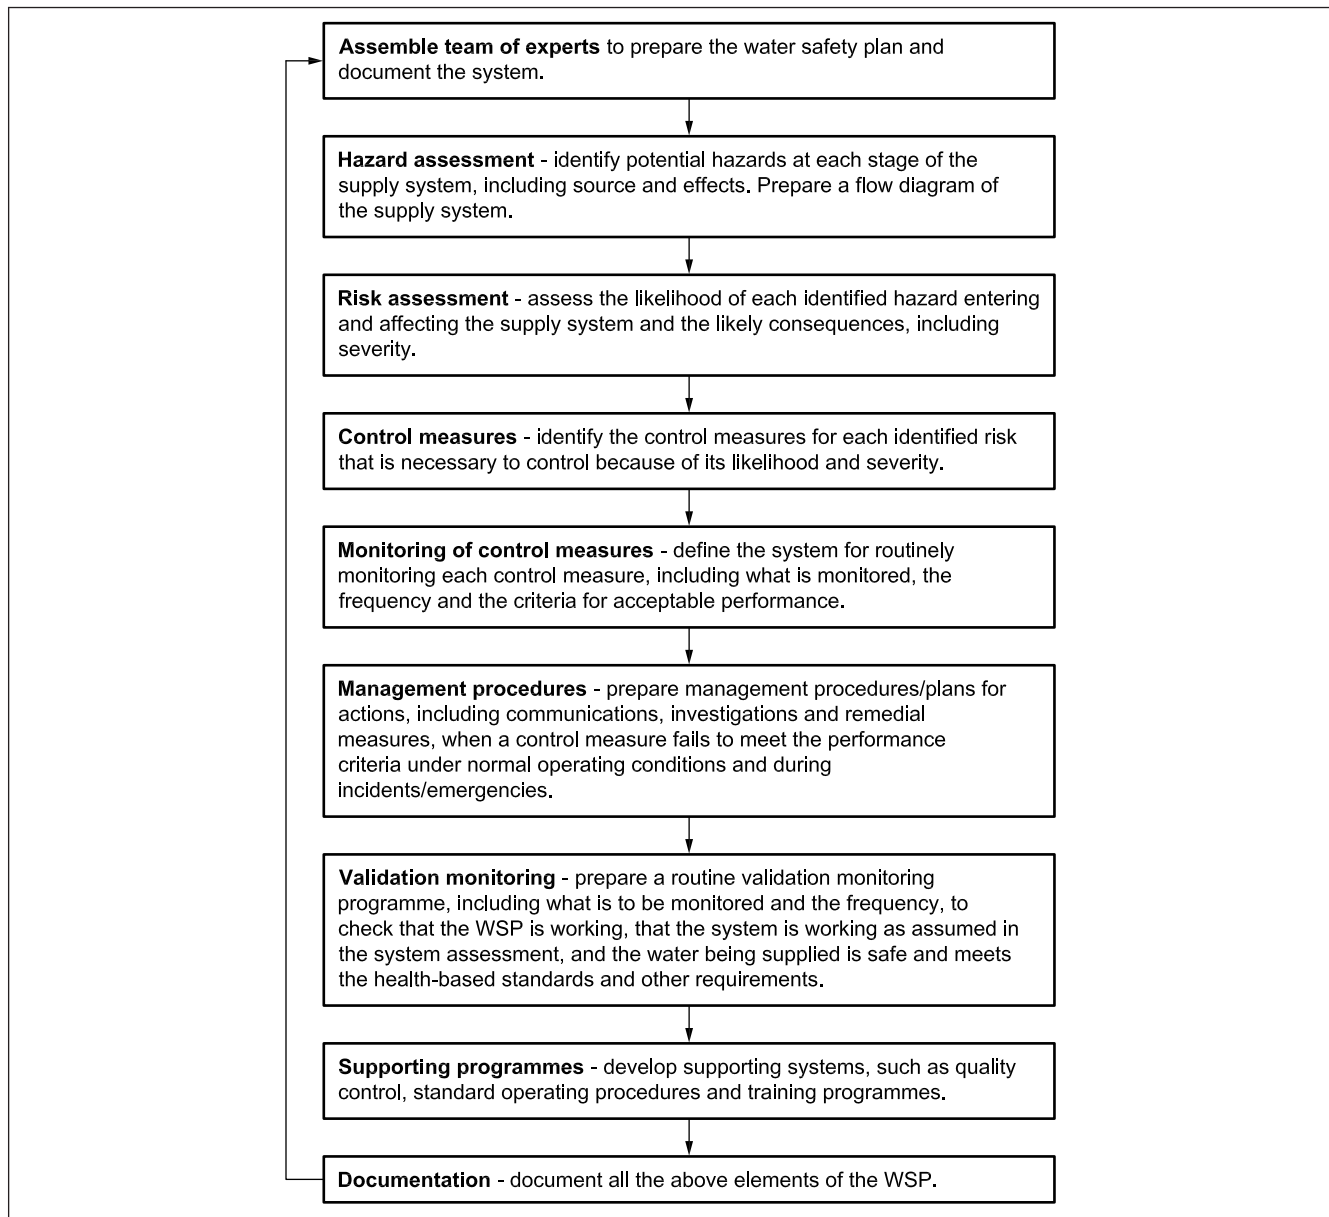 Assemble team of experts to prepare the water safety plan and
document the system.
Hazard assessment - identify potential hazards at each stage of the
supply system, including source and effects. Prepare a flow diagram of
the supply system.
Risk assessment - assess the likelihood of each identified hazard entering
and affecting the supply system and the likely consequences, including
severity.
Control measures - identify the control measures for each identified risk
that is necessary to control because of its likelihood and severity.
Monitoring of control measures - define the system for routinely
monitoring each control measure, including what is monitored, the
frequency and the criteria for acceptable performance.
Management procedures - prepare management procedures/plans for
actions, including communications, investigations and remedial
measures, when a control measure fails to meet the performance
criteria under normal operating conditions and during
incidents/emergencies.
Validation monitoring - prepare a routine validation monitoring
programme, including what is to be monitored and the frequency, to
check that the WSP is working, that the system is working as assumed in
the system assessment, and the water being supplied is safe and meets
the health-based standards and other requirements.
Supporting programmes - develop supporting systems, such as quality
control, standard operating procedures and training programmes.
Documentation - document all the above elements of the WSP.